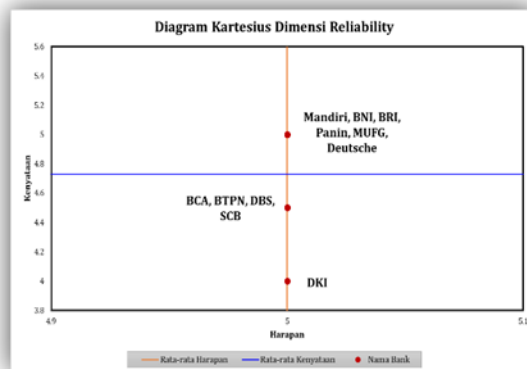 Diagram Kartesius Dimensi Reliability
5.6
5.4
5.2
5
4.8
4.6
4.4
4.2
4
3.8
Kenyataan
Mandiri, BNI, BRI,
Panin, MUFG,
Deutsche
BCA, BTPN, DBS,
SCB
DKI
4.9
5
5.1
Harapan
Rata-rata Harapan
Rata-rata Kenyataan
Nama Bank